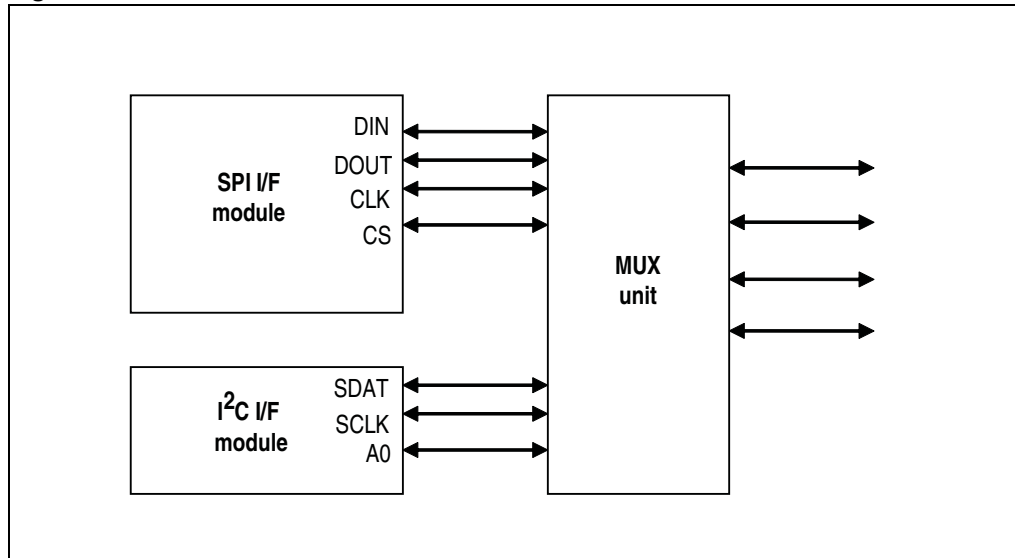 SPI I/F
module
DIN
DOUT
CLK
CS
MUX
unit
I²C I/F
module
SDAT
SCLK
A0